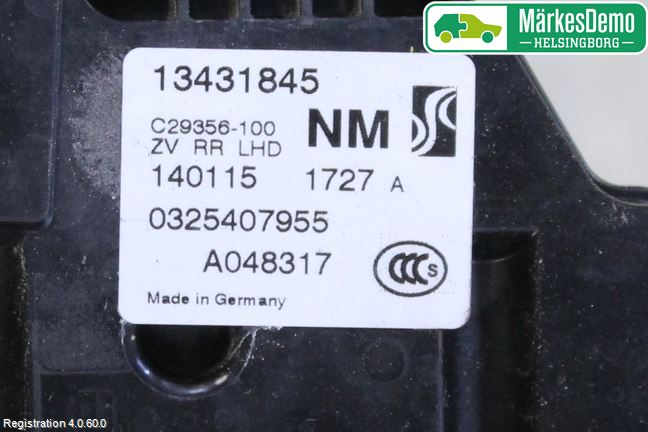 MärkesDemo
HELSINGBORG
13431845
C29356-100
ZV RR LHD
NM
140115 1727 A
0325407955
A048317
CCC S
Made in Germany
Registration 4.0.60.0